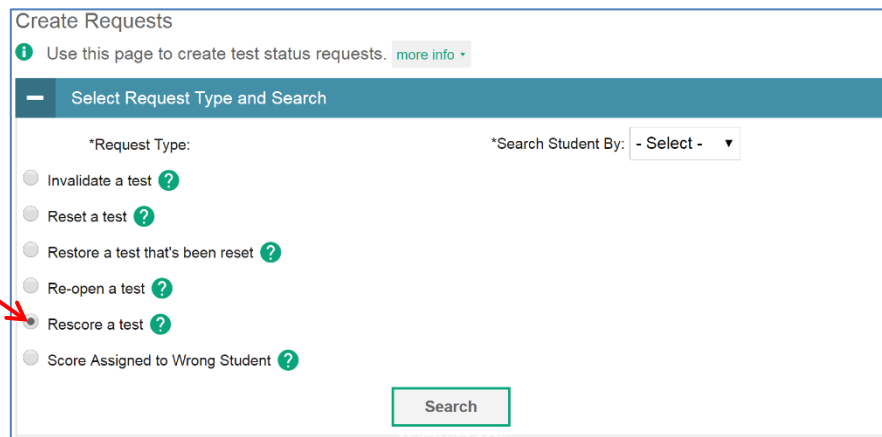 Create Requests
Use this page to create test status requests. more info
Select Request Type and Search
*Request Type: *Search Student By: - Select -
Invalidate a test ?
Reset a test ?
Restore a test that's been reset ?
Re-open a test ?
Rescore a test ?
Score Assigned to Wrong Student ?
Search